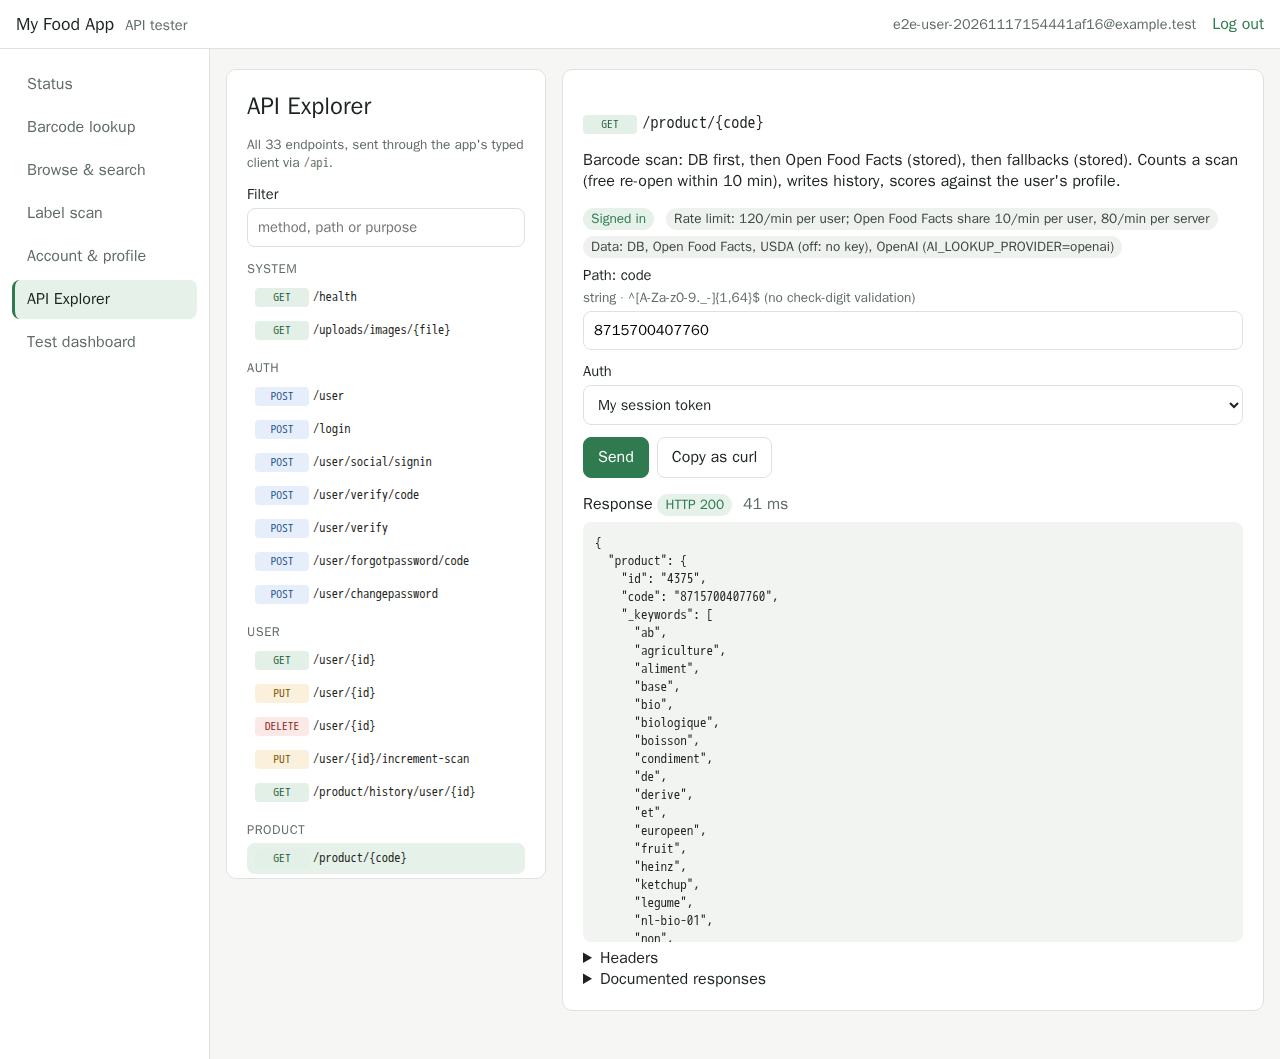 My Food App API tester
e2e-user-20261117154441af16@example.test Log out
Status
Barcode lookup
Browse & search
Label scan
Account & profile
API Explorer
Test dashboard
API Explorer
All 33 endpoints, sent through the app's typed
client via /api.
Filter
method, path or purpose
SYSTEM
GET /health
GET /uploads/images/{file}
AUTH
POST /user
POST /login
POST /user/social/signin
POST /user/verify/code
POST /user/verify
POST /user/forgotpassword/code
POST /user/changepassword
USER
GET /user/{id}
PUT /user/{id}
DELETE /user/{id}
PUT /user/{id}/increment-scan
GET /product/history/user/{id}
PRODUCT
GET /product/{code}
GET /product/{code}
Barcode scan: DB first, then Open Food Facts (stored), then fallbacks (stored). Counts a scan
(free re-open within 10 min), writes history, scores against the user's profile.
Signed in Rate limit: 120/min per user; Open Food Facts share 10/min per user, 80/min per server
Data: DB, Open Food Facts, USDA (off: no key), OpenAI (AI_LOOKUP_PROVIDER=openai)
Path: code
string · ^[A-Za-z0-9._-]{1,64}$ (no check-digit validation)
8715700407760
Auth
My session token
Send Copy as curl
Response HTTP 200 41 ms
{
"product": {
"id": "4375",
"code": "8715700407760",
"_keywords": [
"ab",
"agriculture",
"aliment",
"base",
"bio",
"biologique",
"boisson",
"condiment",
"de",
"derive",
"et",
"europeen",
"fruit",
"heinz",
"ketchup",
"legume",
"nl-bio-01",
"non",
Headers
Documented responses